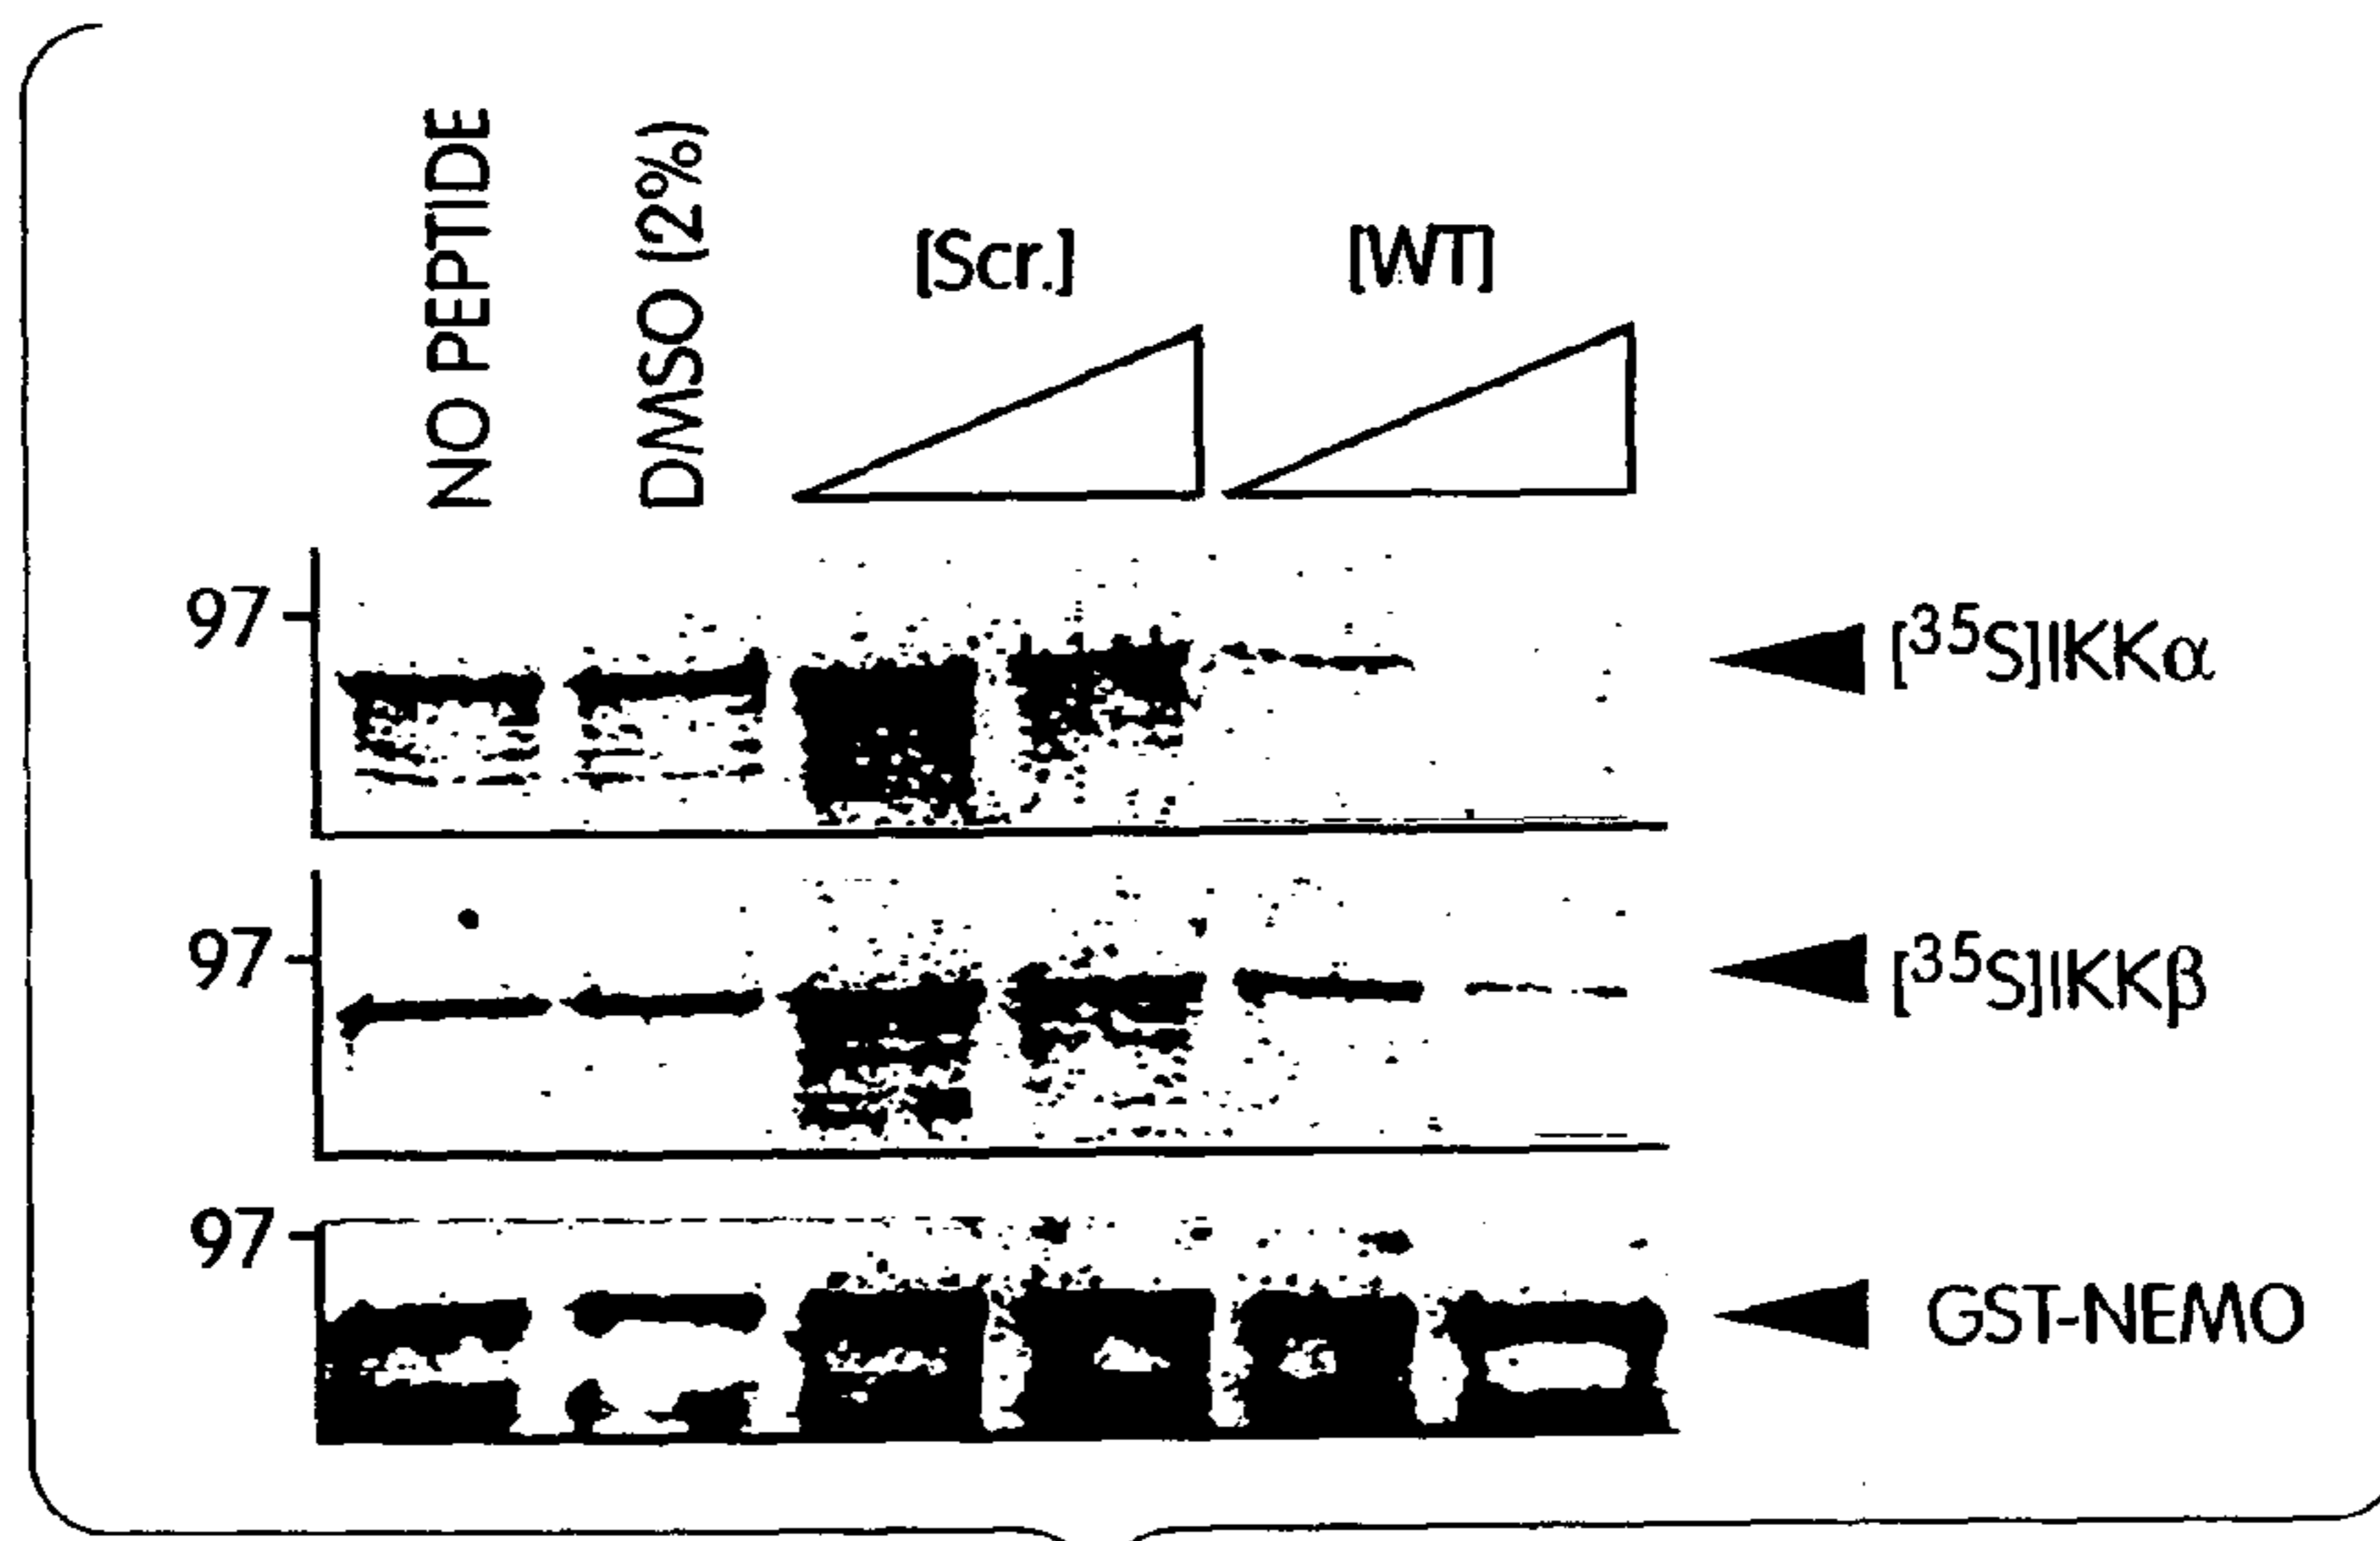 NO PEPTIDE
DMSO (2%)
[Scr.]
[WT]
97
[³⁵S]IKKα
97
[³⁵S]IKKβ
97
GST-NEMO